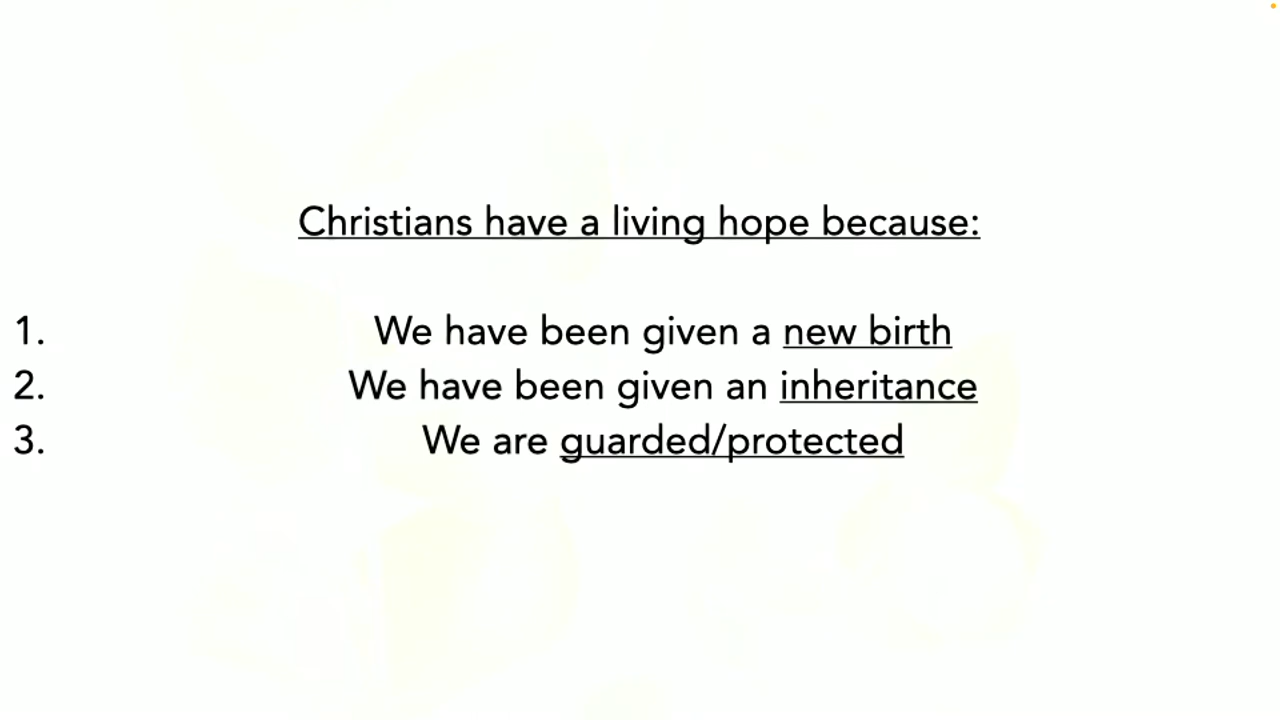 Christians have a living hope because:
1. We have been given a new birth
2. We have been given an inheritance
3. We are guarded/protected